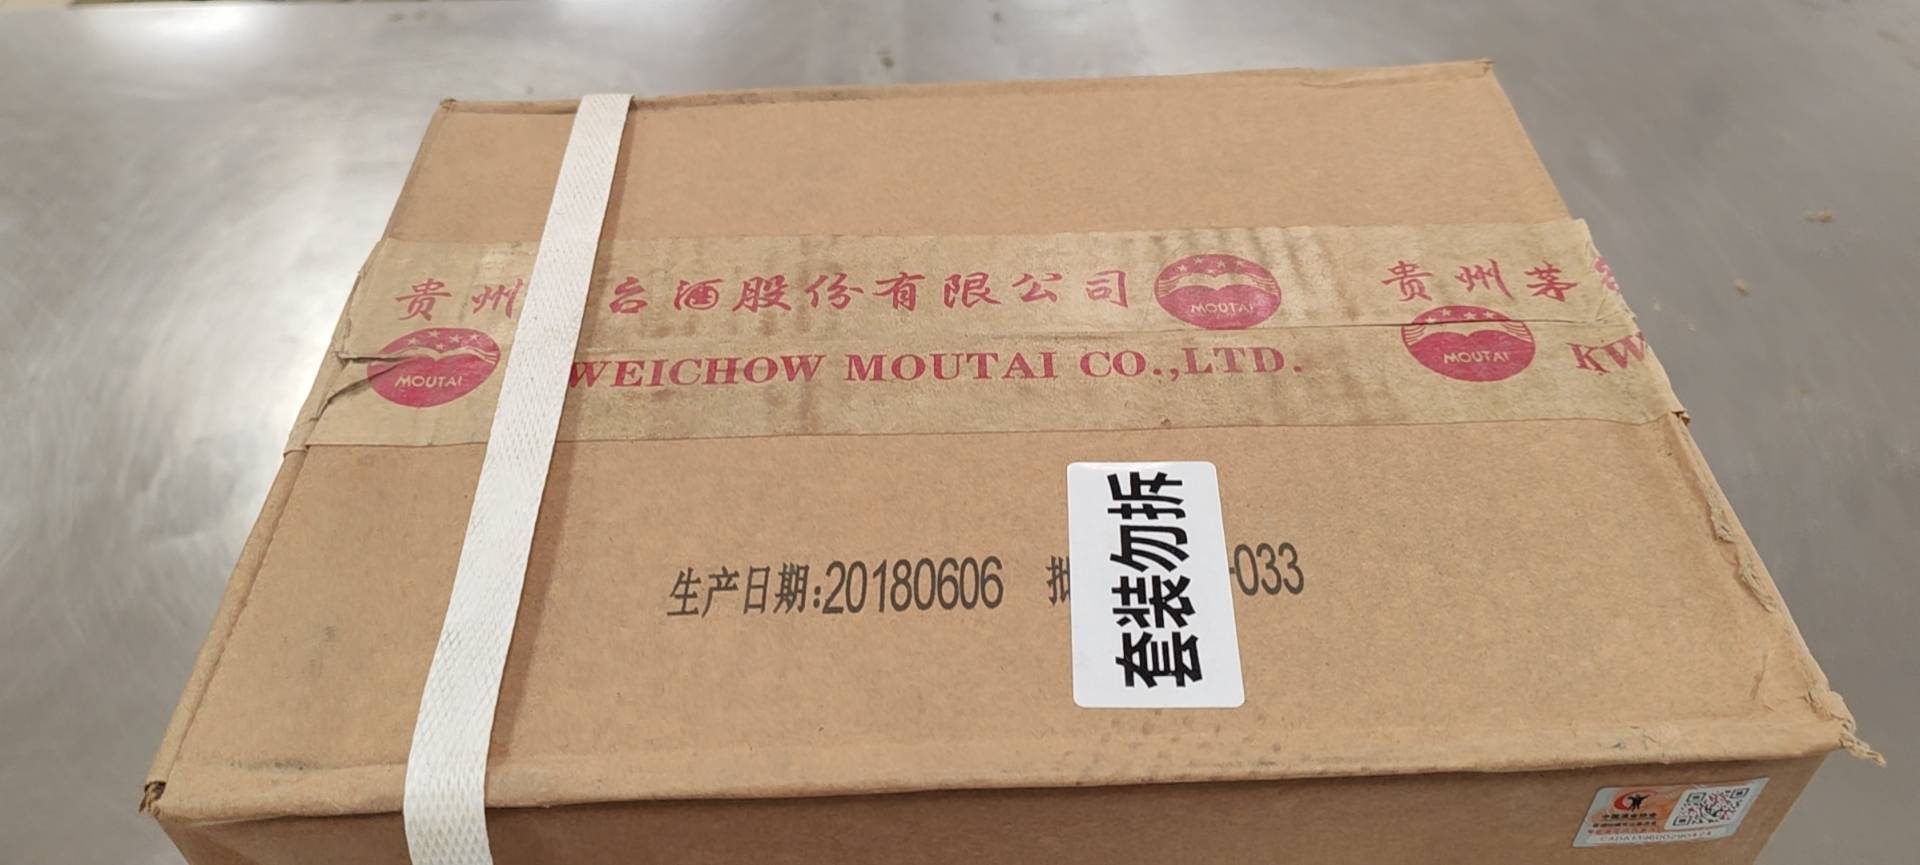 贵州 台酒股份有限公司
MOUTAI
贵州茅
MOUTAI
WEICHOW MOUTAI CO.,LTD.
MOUTAI
KW
生产日期:20180606 批 -033
套装勿拆